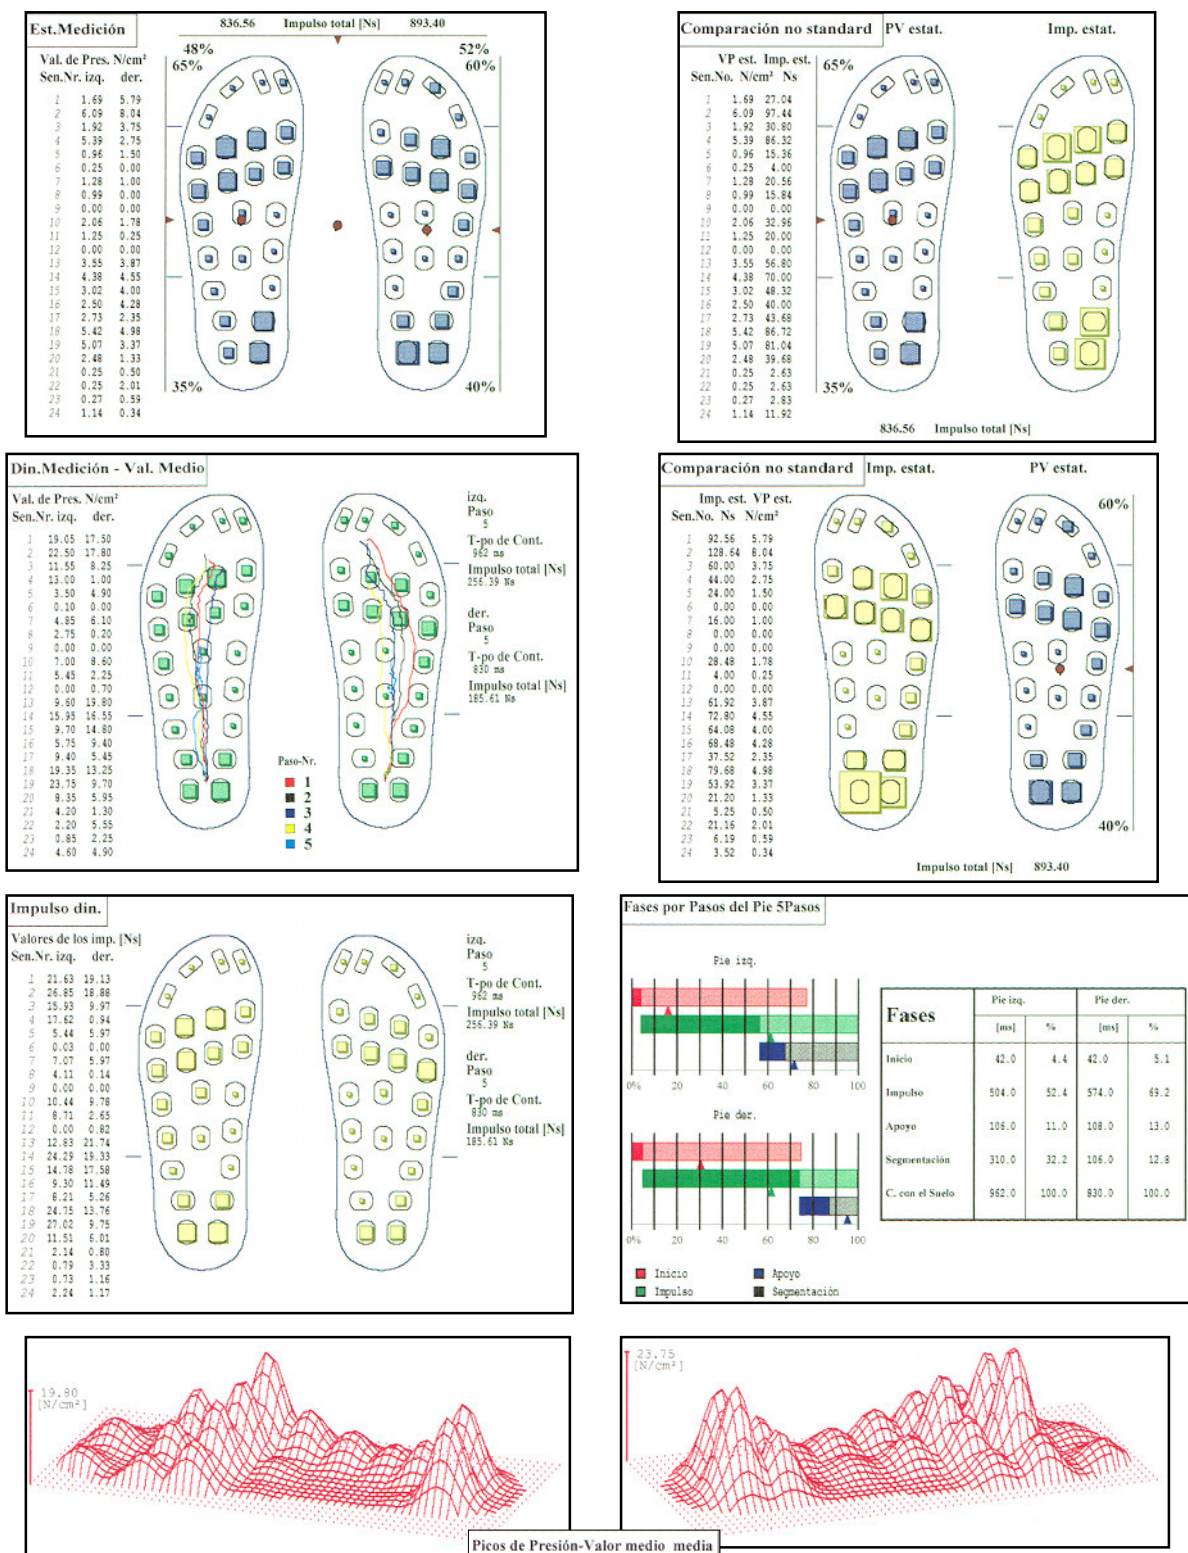 Est.Medición
836.56 Impulso total [Ns] 893.40
48% 52%
Val. de Pres. N/cm² 65% 60%
Sen.Nr. izq. der.
1 1.69 5.79
2 6.09 8.04
3 1.92 3.75
4 5.39 2.75
5 0.96 1.50
6 0.25 0.00
7 1.28 1.00
8 0.99 0.00
9 0.00 0.00
10 2.06 1.78
11 1.25 0.25
12 0.00 0.00
13 3.55 3.87
14 4.38 4.55
15 3.02 4.00
16 2.50 4.28
17 2.73 2.35
18 5.42 4.98
19 5.07 3.37
20 2.48 1.33
21 0.25 0.50
22 0.25 2.01
23 0.27 0.59
24 1.14 0.34
35% 40%
Comparación no standard PV estat. Imp. estat.
VP est. Imp. est. 65%
Sen.No. N/cm² Ns
1 1.69 27.04
2 6.09 97.44
3 1.92 30.80
4 5.39 86.32
5 0.96 15.36
6 0.25 4.00
7 1.28 20.56
8 0.99 15.84
9 0.00 0.00
10 2.06 32.96
11 1.25 20.00
12 0.00 0.00
13 3.55 56.80
14 4.38 70.00
15 3.02 48.32
16 2.50 40.00
17 2.73 43.68
18 5.42 86.72
19 5.07 81.04
20 2.48 39.68
21 0.25 2.63
22 0.25 2.63
23 0.27 2.83
24 1.14 11.92
35%
836.56 Impulso total [Ns]
Din.Medición - Val. Medio
Val. de Pres. N/cm²
Sen.Nr. izq. der.
1 19.05 17.50
2 22.50 17.80
3 11.55 8.25
4 13.00 1.00
5 3.50 4.90
6 0.10 0.00
7 4.85 6.10
8 2.75 0.20
9 0.00 0.00
10 7.00 8.60
11 5.45 2.25
12 0.00 0.70
13 9.60 19.80
14 15.95 16.55
15 9.70 14.80
16 5.75 9.40
17 9.40 5.45
18 19.35 13.25
19 23.75 9.70
20 8.35 5.95
21 4.20 1.30
22 2.20 5.55
23 0.85 2.25
24 4.60 4.90
Paso-Nr.
1
2
3
4
5
izq.
Paso
5
T-po de Cont.
962 ms
Impulso total [Ns]
256.39 Ns
der.
Paso
5
T-po de Cont.
830 ms
Impulso total [Ns]
185.61 Ns
Comparación no standard Imp. estat. PV estat.
Imp. est. VP est. 60%
Sen.No. Ns N/cm²
1 92.56 5.79
2 128.64 8.04
3 60.00 3.75
4 44.00 2.75
5 24.00 1.50
6 0.00 0.00
7 16.00 1.00
8 0.00 0.00
9 0.00 0.00
10 28.48 1.78
11 4.00 0.25
12 0.00 0.00
13 61.92 3.87
14 72.80 4.55
15 64.08 4.00
16 68.48 4.28
17 37.52 2.35
18 79.68 4.98
19 53.92 3.37
20 21.20 1.33
21 5.25 0.50
22 21.16 2.01
23 6.19 0.59
24 3.52 0.34
40%
Impulso total [Ns] 893.40
Impulso din.
Valores de los imp. [Ns]
Sen.Nr. izq. der.
1 21.63 19.13
2 26.85 18.88
3 15.93 9.97
4 17.62 0.94
5 5.44 5.97
6 0.03 0.00
7 7.07 5.97
8 4.11 0.14
9 0.00 0.00
10 10.44 9.78
11 8.71 2.65
12 0.00 0.82
13 12.83 21.74
14 24.29 19.33
15 14.78 17.58
16 9.30 11.49
17 8.21 5.26
18 24.75 13.76
19 27.02 9.75
20 11.51 6.01
21 2.14 0.80
22 0.79 3.33
23 0.73 1.16
24 2.24 1.17
izq.
Paso
5
T-po de Cont.
962 ms
Impulso total [Ns]
256.39 Ns
der.
Paso
5
T-po de Cont.
830 ms
Impulso total [Ns]
185.61 Ns
Fases por Pasos del Pie 5Pasos
Pie izq.
0% 20 40 60 80 100
Pie der.
0% 20 40 60 80 100
Inicio Apoyo
Impulso Segmentación
Fases Pie izq. Pie der.
[ms] % [ms] %
Inicio 42.0 4.4 42.0 5.1
Impulso 504.0 52.4 574.0 69.2
Apoyo 106.0 11.0 108.0 13.0
Segmentación 310.0 32.2 106.0 12.8
C. con el Suelo 962.0 100.0 830.0 100.0
19.80
[N/cm²]
23.75
[N/cm²]
Picos de Presión-Valor medio media